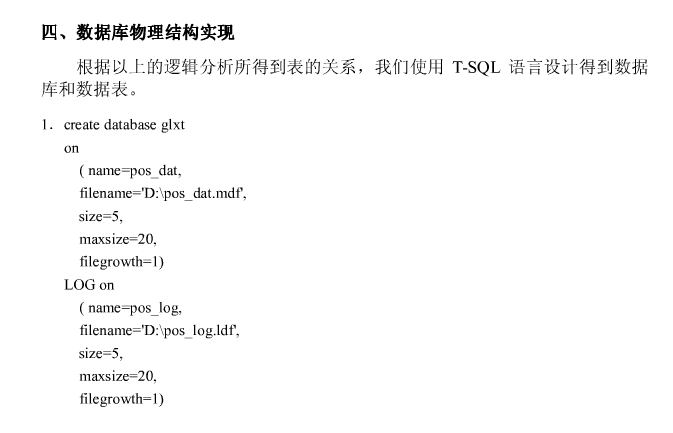 四、数据库物理结构实现
根据以上的逻辑分析所得到表的关系，我们使用 T-SQL 语言设计得到数据
库和数据表。
1. create database glxt
on
( name=pos_dat,
filename='D:\pos_dat.mdf',
size=5,
maxsize=20,
filegrowth=1)
LOG on
( name=pos_log,
filename='D:\pos_log.ldf',
size=5,
maxsize=20,
filegrowth=1)